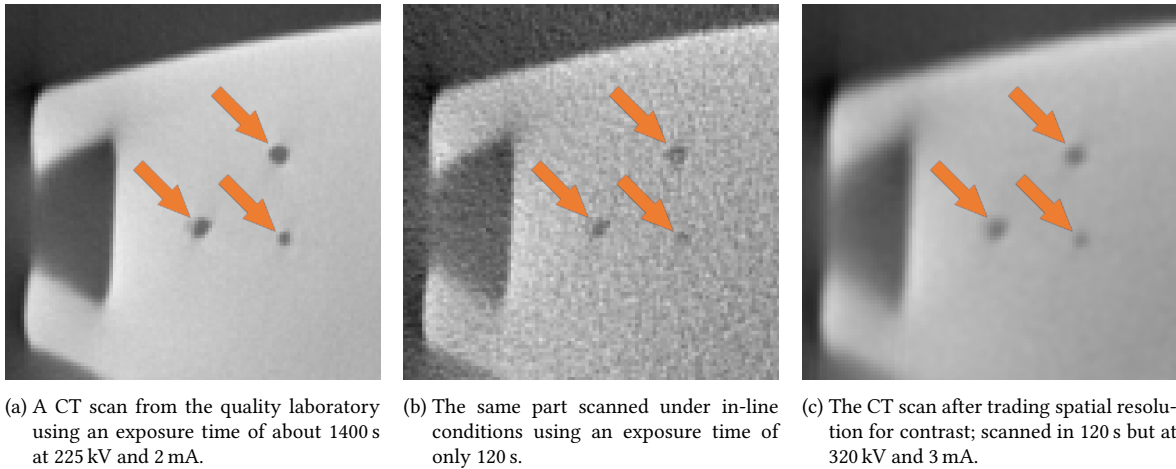 (a) A CT scan from the quality laboratory
using an exposure time of about 1400 s
at 225 kV and 2 mA.
(b) The same part scanned under in-line
conditions using an exposure time of
only 120 s.
(c) The CT scan after trading spatial resolu-
tion for contrast; scanned in 120 s but at
320 kV and 3 mA.